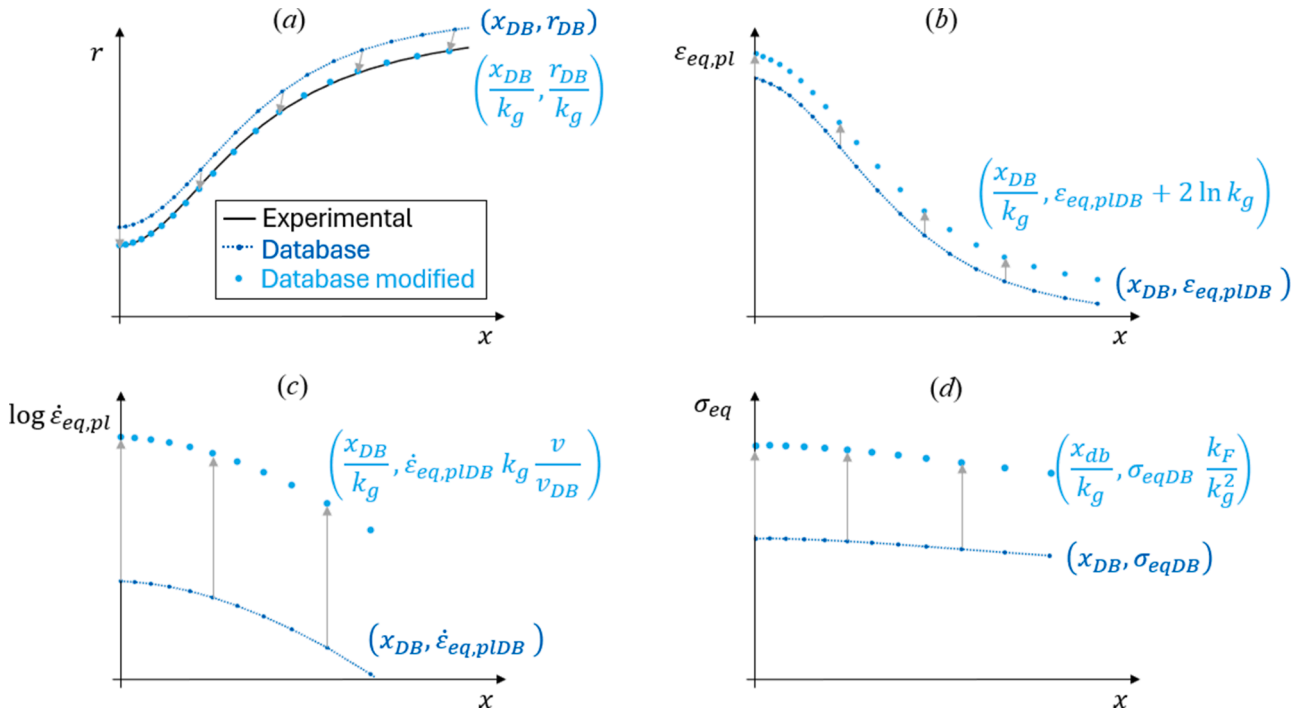 (a)
r
(x_DB, r_DB)
(x_DB/k_g, r_DB/k_g)
Experimental
Database
Database modified
x
(b)
ε_eq,pl
(x_DB/k_g, ε_eq,plDB + 2 ln k_g)
(x_DB, ε_eq,plDB)
x
(c)
log ε̇_eq,pl
(x_DB/k_g, ε̇_eq,plDB k_g v/v_DB)
(x_DB, ε̇_eq,plDB)
x
(d)
σ_eq
(x_db/k_g, σ_eqDB k_F/k_g^2)
(x_DB, σ_eqDB)
x